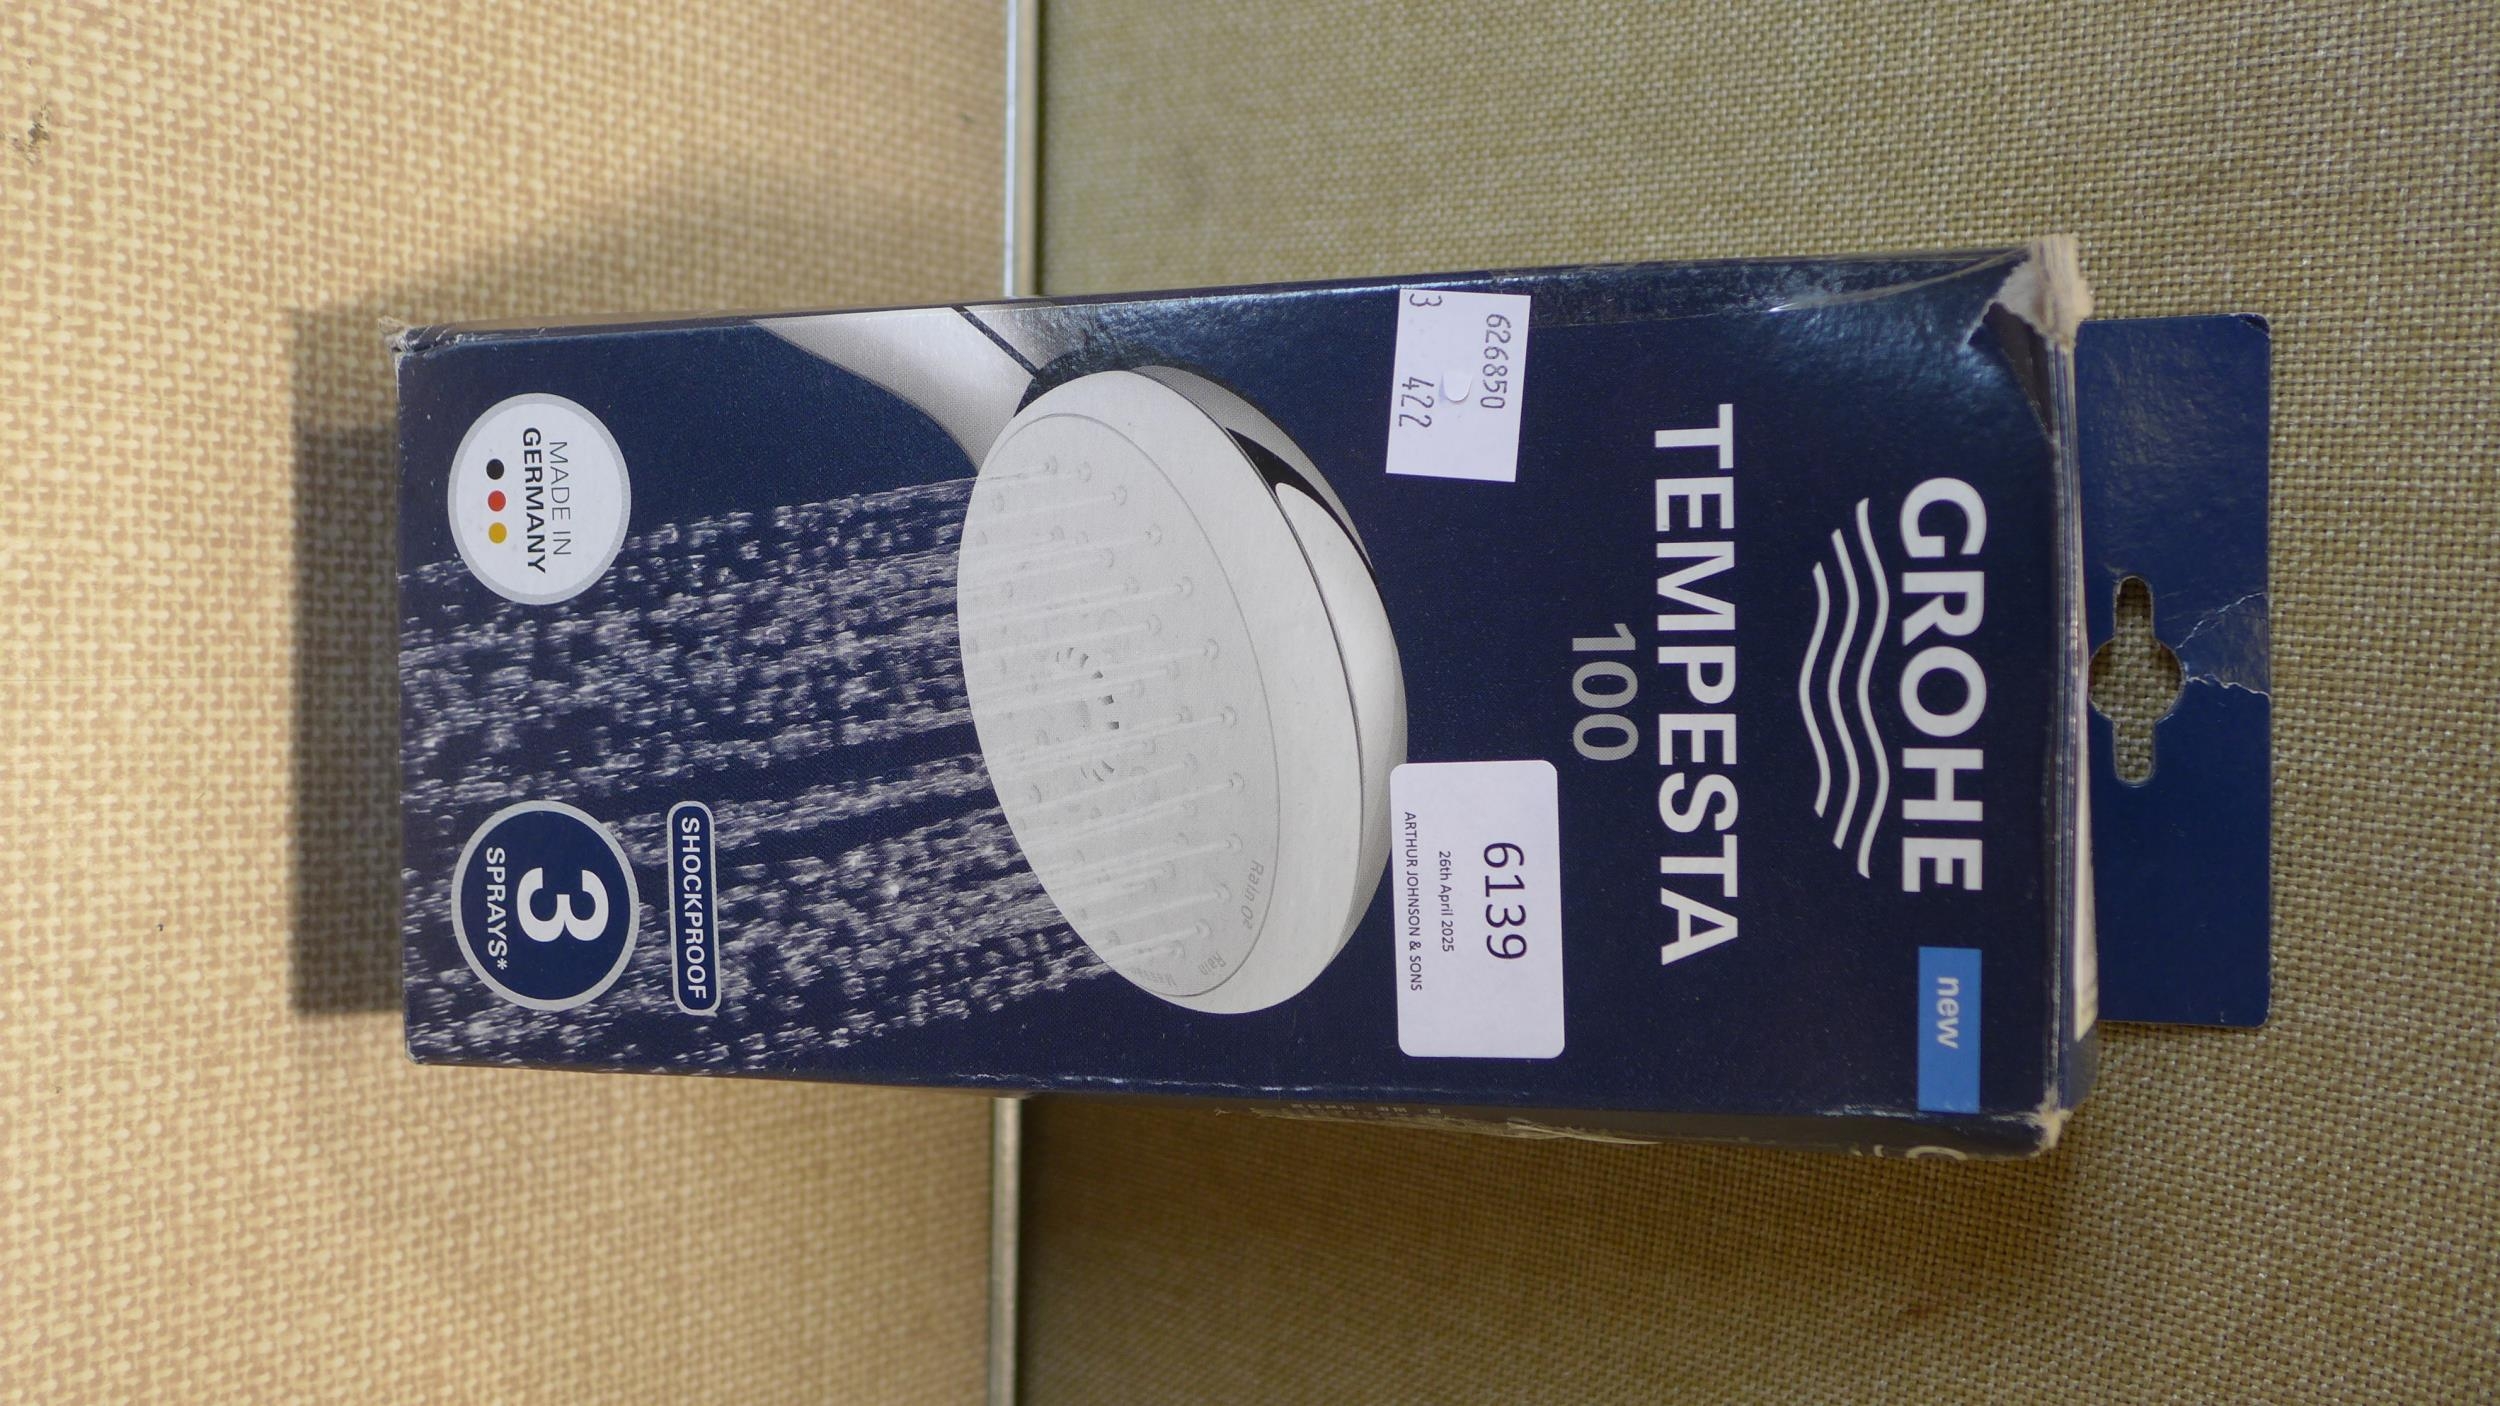 GROHE
new
TEMPESTA
100
626850
3 422
6139
26th April 2025
ARTHUR JOHNSON & SONS
Rain O²
Rain
SHOCKPROOF
MADE IN
GERMANY
3
SPRAYS*